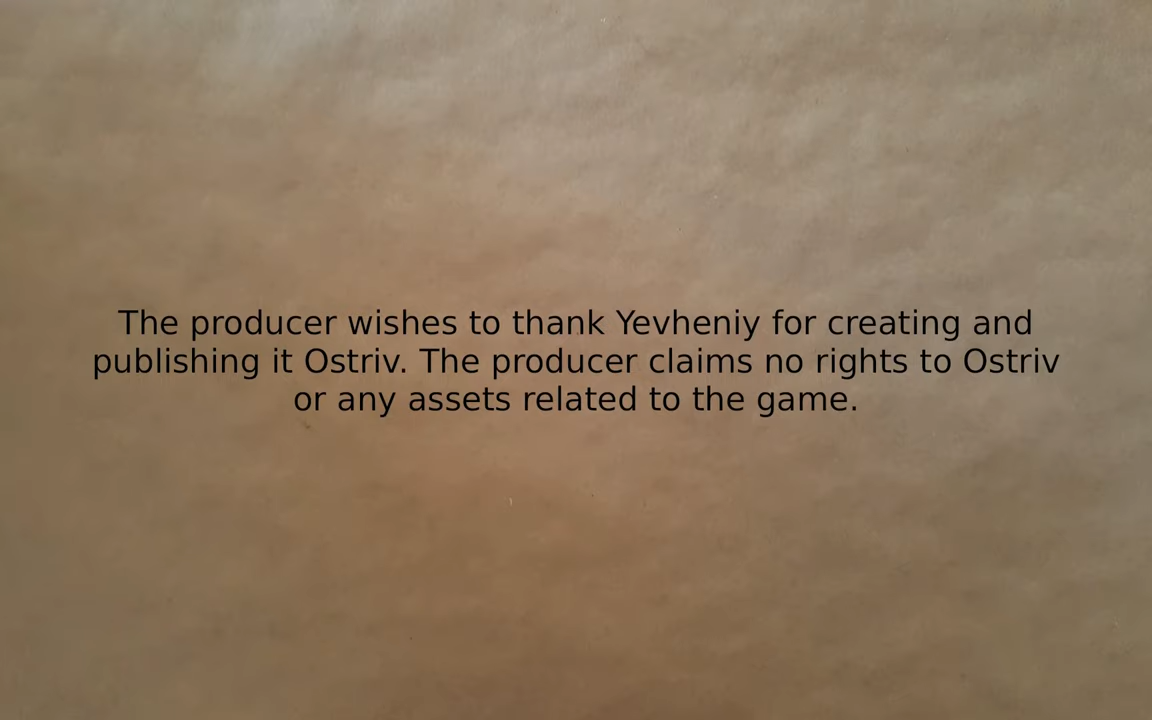 The producer wishes to thank Yevheniy for creating and
publishing it Ostriv. The producer claims no rights to Ostriv
or any assets related to the game.